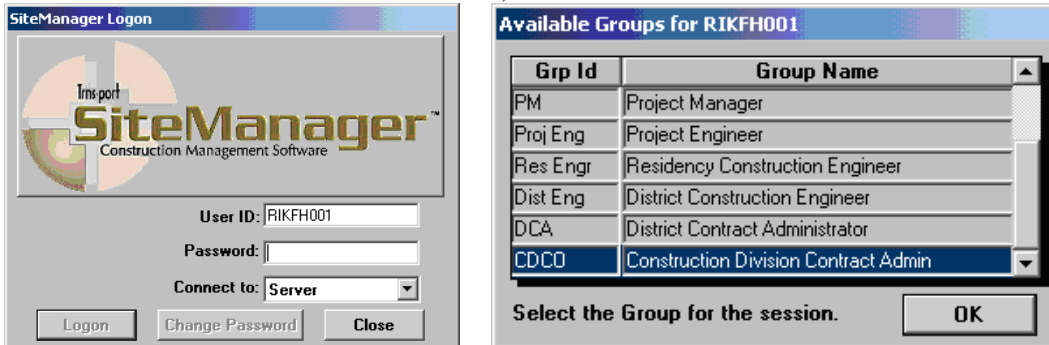 SiteManager Logon
Trns·port
SiteManager™
Construction Management Software
User ID: RIKFH001
Password:
Connect to: Server
Logon Change Password Close
Available Groups for RIKFH001
Grp Id Group Name
PM Project Manager
Proj Eng Project Engineer
Res Engr Residency Construction Engineer
Dist Eng District Construction Engineer
DCA District Contract Administrator
CDCO Construction Division Contract Admin
Select the Group for the session. OK